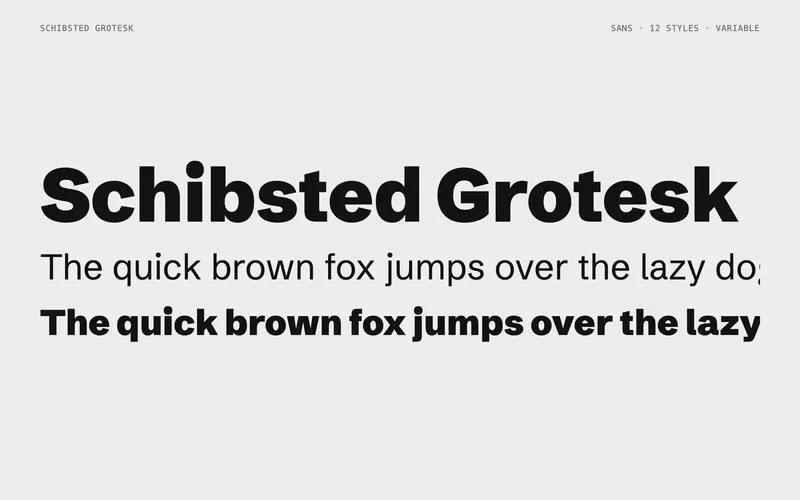 SCHIBSTED GROTESK
SANS · 12 STYLES · VARIABLE
Schibsted Grotesk
The quick brown fox jumps over the lazy do
The quick brown fox jumps over the lazy